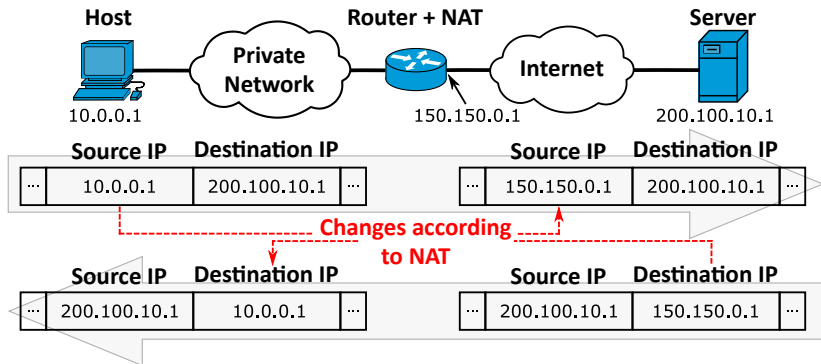 Host
Router + NAT
Server
Private
Network
Internet
10.0.0.1
150.150.0.1
200.100.10.1
Source IP Destination IP
Source IP Destination IP
... 10.0.0.1 200.100.10.1 ...
... 150.150.0.1 200.100.10.1 ...
Changes according
to NAT
Source IP Destination IP
Source IP Destination IP
... 200.100.10.1 10.0.0.1 ...
... 200.100.10.1 150.150.0.1 ...